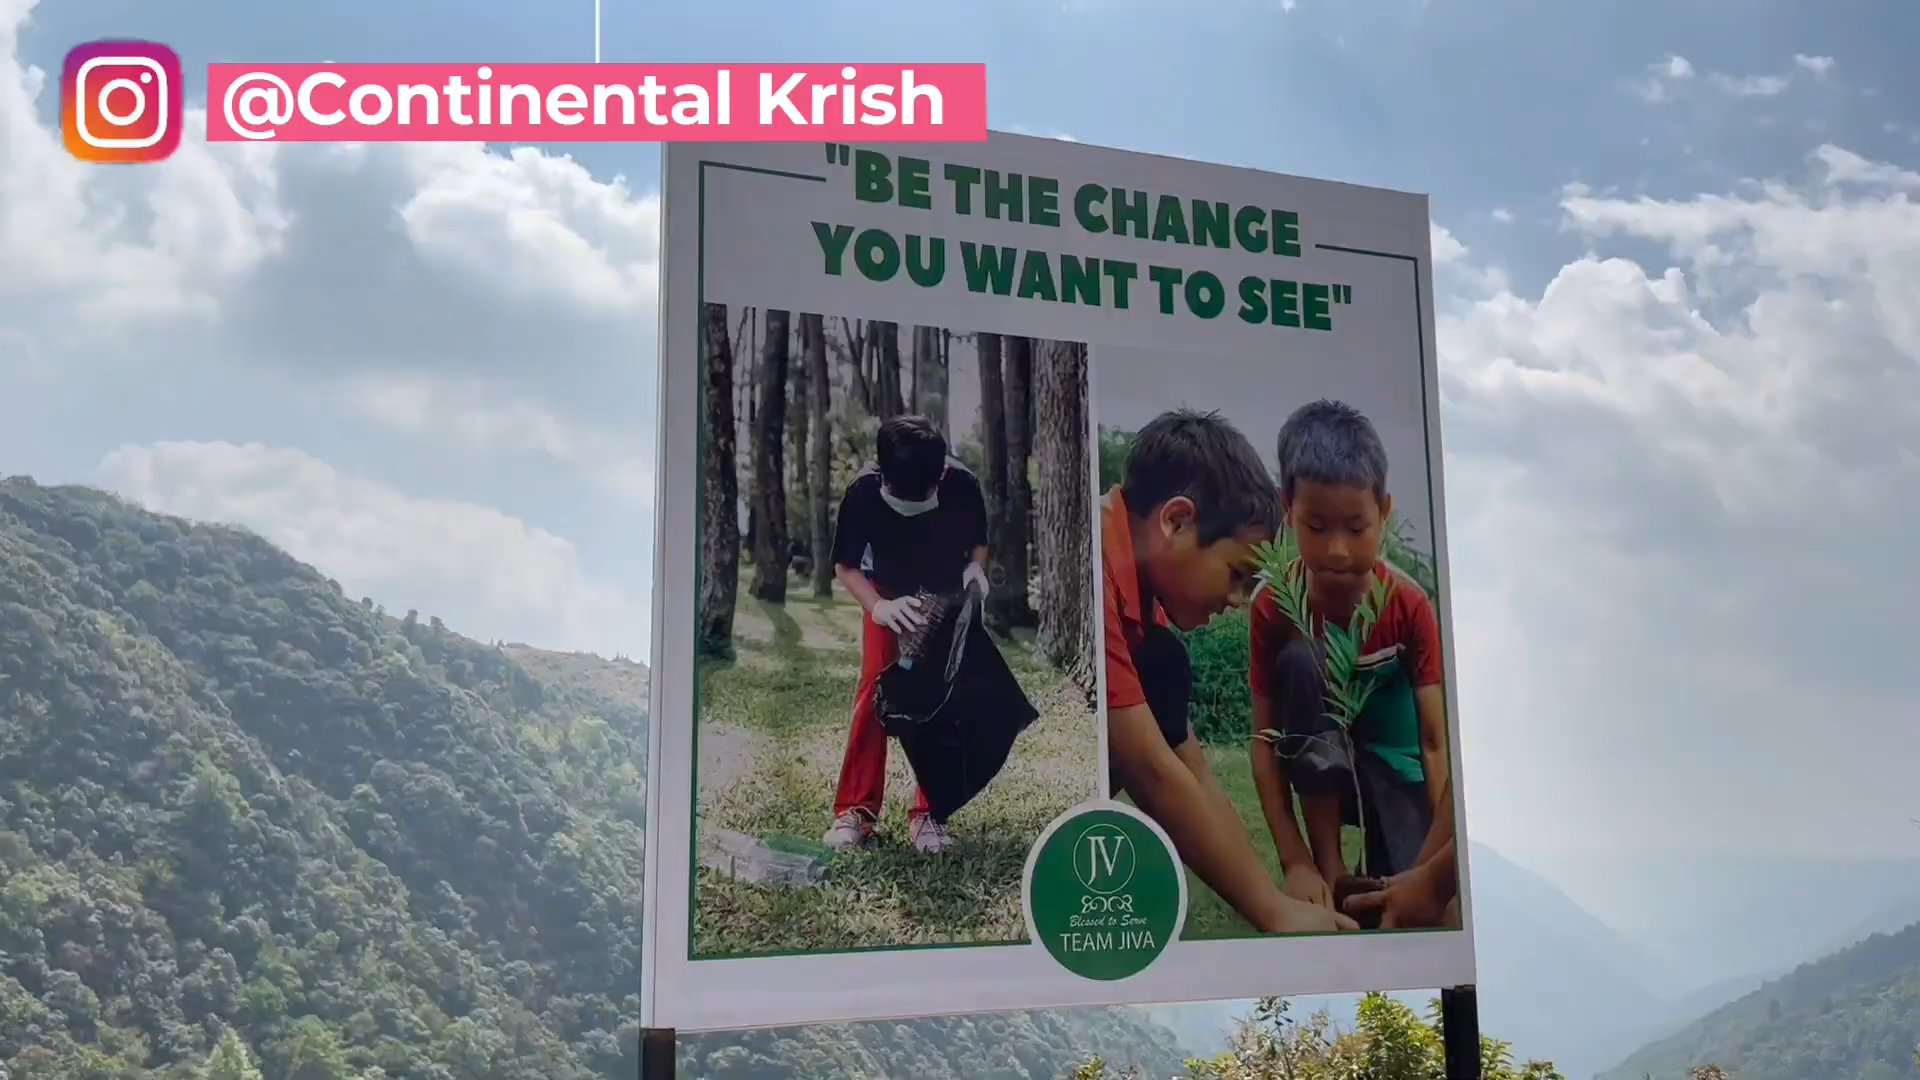 @Continental Krish
"BE THE CHANGE
YOU WANT TO SEE"
JV
Blessed to Serve
TEAM JIVA